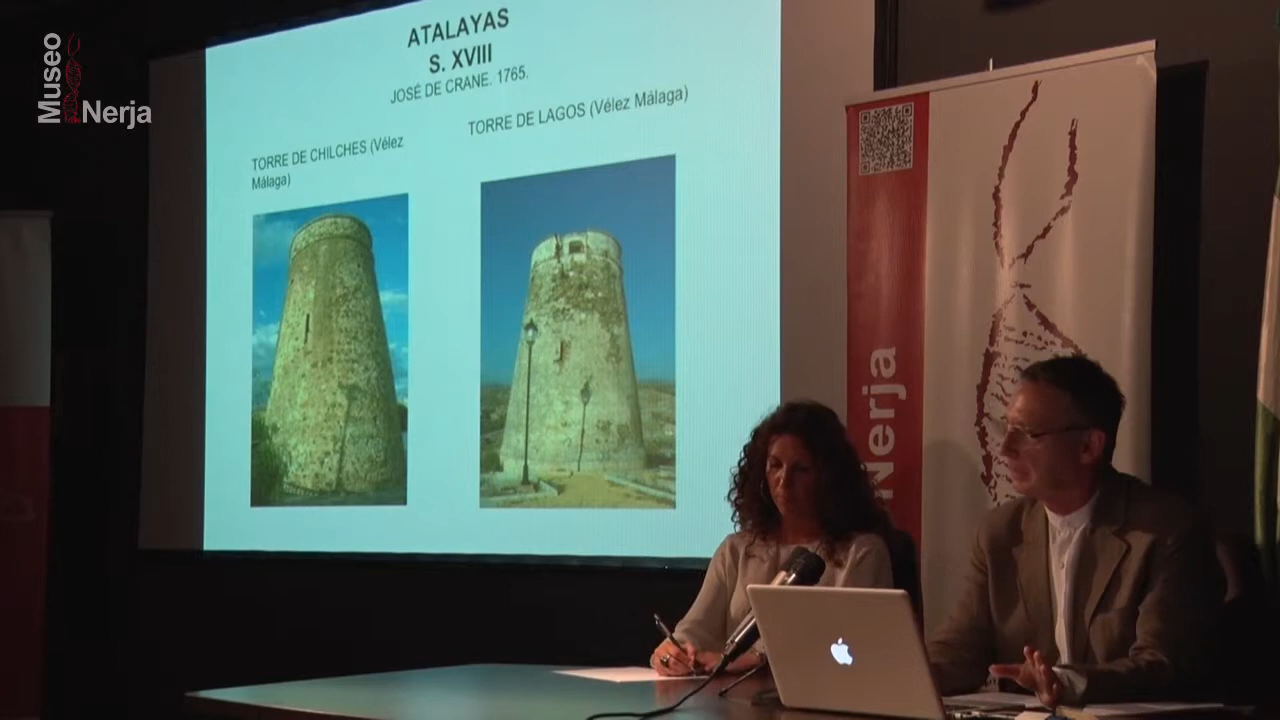 Museo
Nerja
ATALAYAS
S. XVIII
JOSÉ DE CRANE. 1765.
TORRE DE CHILCHES (Vélez
Málaga)
TORRE DE LAGOS (Vélez Málaga)
Nerja